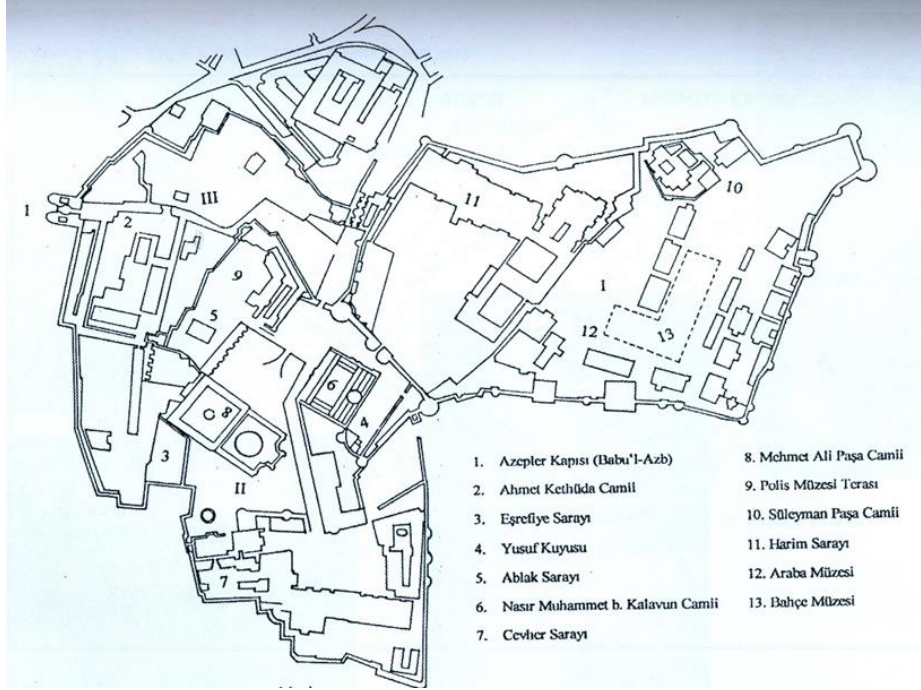 1
2
III
9
5
11
10
I
12
13
6
8
4
3
II
7
1. Azepler Kapısı (Babu'l-Azb)
2. Ahmet Kethüda Camii
3. Eşrefiye Sarayı
4. Yusuf Kuyusu
5. Ablak Sarayı
6. Nasır Muhammet b. Kalavun Camii
7. Cevher Sarayı
8. Mehmet Ali Paşa Camii
9. Polis Müzesi Terası
10. Süleyman Paşa Camii
11. Harim Sarayı
12. Araba Müzesi
13. Bahçe Müzesi